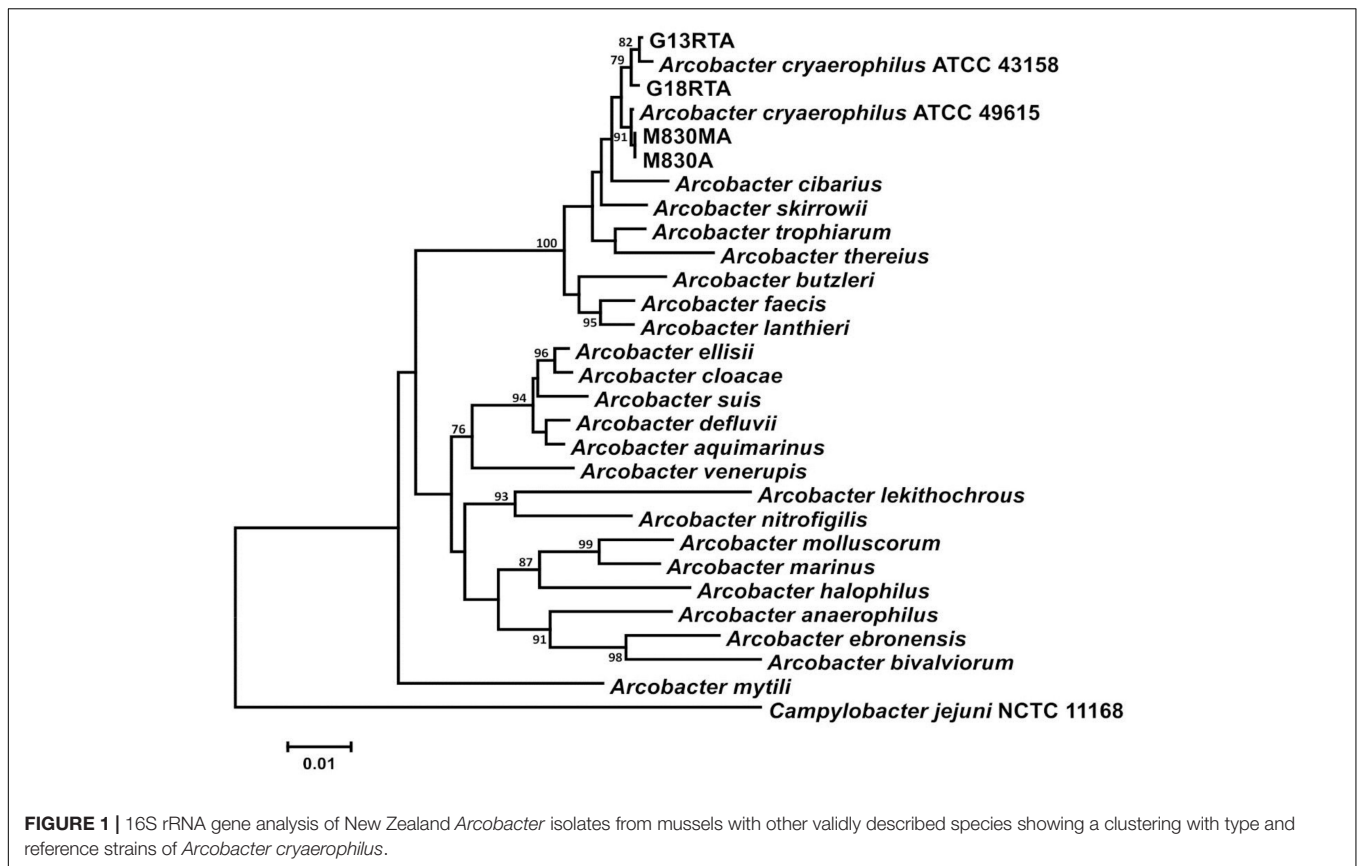 82
G13RTA
79
Arcobacter cryaerophilus ATCC 43158
G18RTA
Arcobacter cryaerophilus ATCC 49615
91
M830MA
M830A
Arcobacter cibarius
Arcobacter skirrowii
Arcobacter trophiarum
100
Arcobacter thereius
Arcobacter butzleri
Arcobacter faecis
95
Arcobacter lanthieri
96
Arcobacter ellisii
Arcobacter cloacae
94
Arcobacter suis
Arcobacter defluvii
76
Arcobacter aquimarinus
Arcobacter venerupis
93
Arcobacter lekithochrous
Arcobacter nitrofigilis
99
Arcobacter molluscorum
87
Arcobacter marinus
Arcobacter halophilus
Arcobacter anaerophilus
91
Arcobacter ebronensis
98
Arcobacter bivalviorum
Arcobacter mytili
Campylobacter jejuni NCTC 11168
0.01
FIGURE 1 | 16S rRNA gene analysis of New Zealand Arcobacter isolates from mussels with other validly described species showing a clustering with type and
reference strains of Arcobacter cryaerophilus.